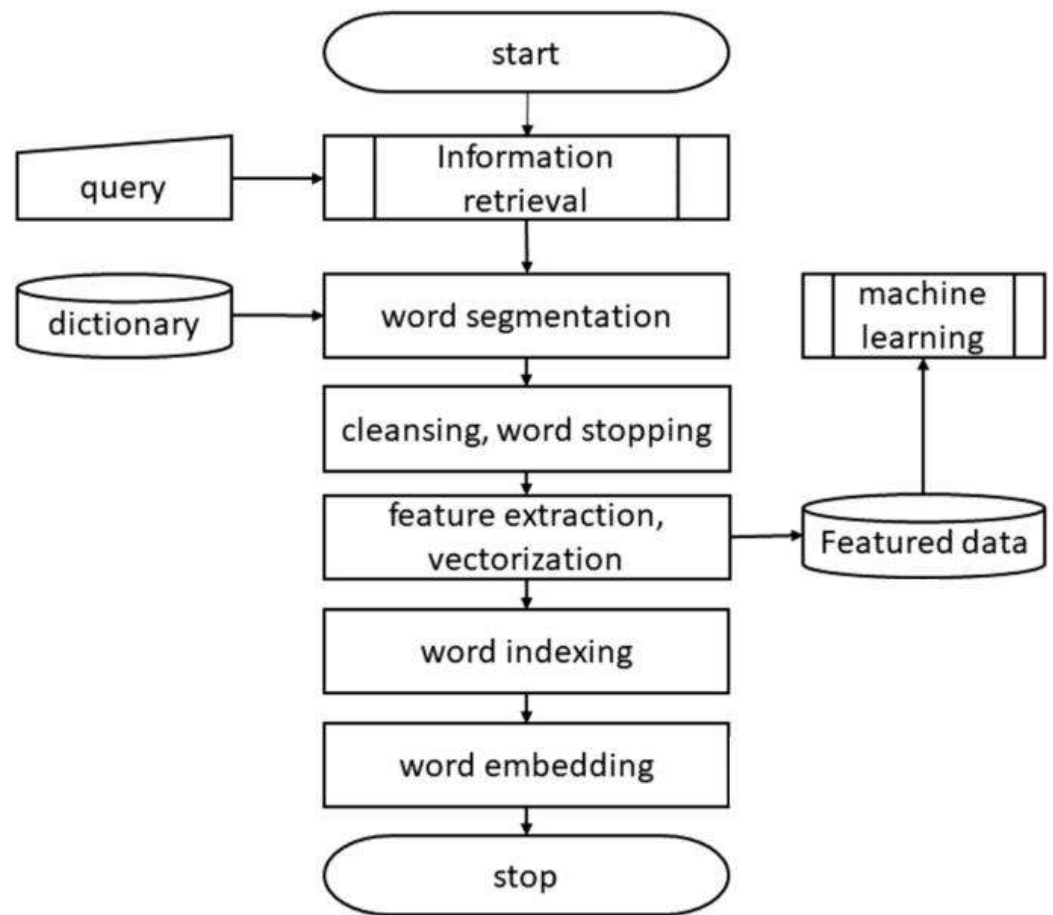 start
query
Information
retrieval
dictionary
word segmentation
machine
learning
cleansing, word stopping
feature extraction,
vectorization
Featured data
word indexing
word embedding
stop